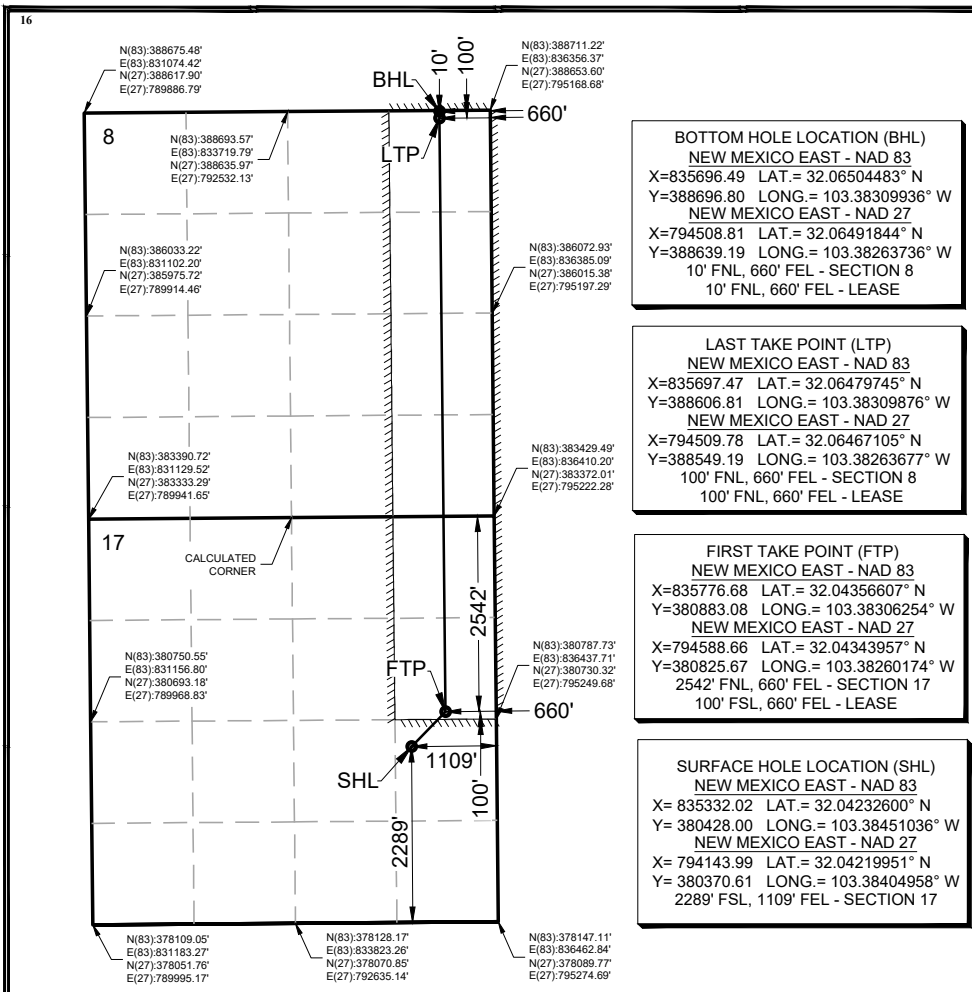 16
N(83):388675.48'
E(83):831074.42'
N(27):388617.90'
E(27):789886.79'
BHL
10'
100'
N(83):388711.22'
E(83):836356.37'
N(27):388653.60'
E(27):795168.68'
660'
8
N(83):388693.57'
E(83):833719.79'
N(27):388635.97'
E(27):792532.13'
LTP
N(83):386033.22'
E(83):831102.20'
N(27):385975.72'
E(27):789914.46'
N(83):386072.93'
E(83):836385.09'
N(27):386015.38'
E(27):795197.29'
N(83):383390.72'
E(83):831129.52'
N(27):383333.29'
E(27):789941.65'
N(83):383429.49'
E(83):836410.20'
N(27):383372.01'
E(27):795222.28'
17
CALCULATED
CORNER
2542'
N(83):380750.55'
E(83):831156.80'
N(27):380693.18'
E(27):789968.83'
FTP
N(83):380787.73'
E(83):836437.71'
N(27):380730.32'
E(27):795249.68'
660'
1109'
SHL
100'
2289'
N(83):378109.05'
E(83):831183.27'
N(27):378051.76'
E(27):789995.17'
N(83):378128.17'
E(83):833823.26'
N(27):378070.85'
E(27):792635.14'
N(83):378147.11'
E(83):836462.84'
N(27):378089.77'
E(27):795274.69'
BOTTOM HOLE LOCATION (BHL)
NEW MEXICO EAST - NAD 83
X=835696.49 LAT.= 32.06504483° N
Y=388696.80 LONG.= 103.38309936° W
NEW MEXICO EAST - NAD 27
X=794508.81 LAT.= 32.06491844° N
Y=388639.19 LONG.= 103.38263736° W
10' FNL, 660' FEL - SECTION 8
10' FNL, 660' FEL - LEASE
LAST TAKE POINT (LTP)
NEW MEXICO EAST - NAD 83
X=835697.47 LAT.= 32.06479745° N
Y=388606.81 LONG.= 103.38309876° W
NEW MEXICO EAST - NAD 27
X=794509.78 LAT.= 32.06467105° N
Y=388549.19 LONG.= 103.38263677° W
100' FNL, 660' FEL - SECTION 8
100' FNL, 660' FEL - LEASE
FIRST TAKE POINT (FTP)
NEW MEXICO EAST - NAD 83
X=835776.68 LAT.= 32.04356607° N
Y=380883.08 LONG.= 103.38306254° W
NEW MEXICO EAST - NAD 27
X=794588.66 LAT.= 32.04343957° N
Y=380825.67 LONG.= 103.38260174° W
2542' FNL, 660' FEL - SECTION 17
100' FSL, 660' FEL - LEASE
SURFACE HOLE LOCATION (SHL)
NEW MEXICO EAST - NAD 83
X= 835332.02 LAT.= 32.04232600° N
Y= 380428.00 LONG.= 103.38451036° W
NEW MEXICO EAST - NAD 27
X= 794143.99 LAT.= 32.04219951° N
Y= 380370.61 LONG.= 103.38404958° W
2289' FSL, 1109' FEL - SECTION 17